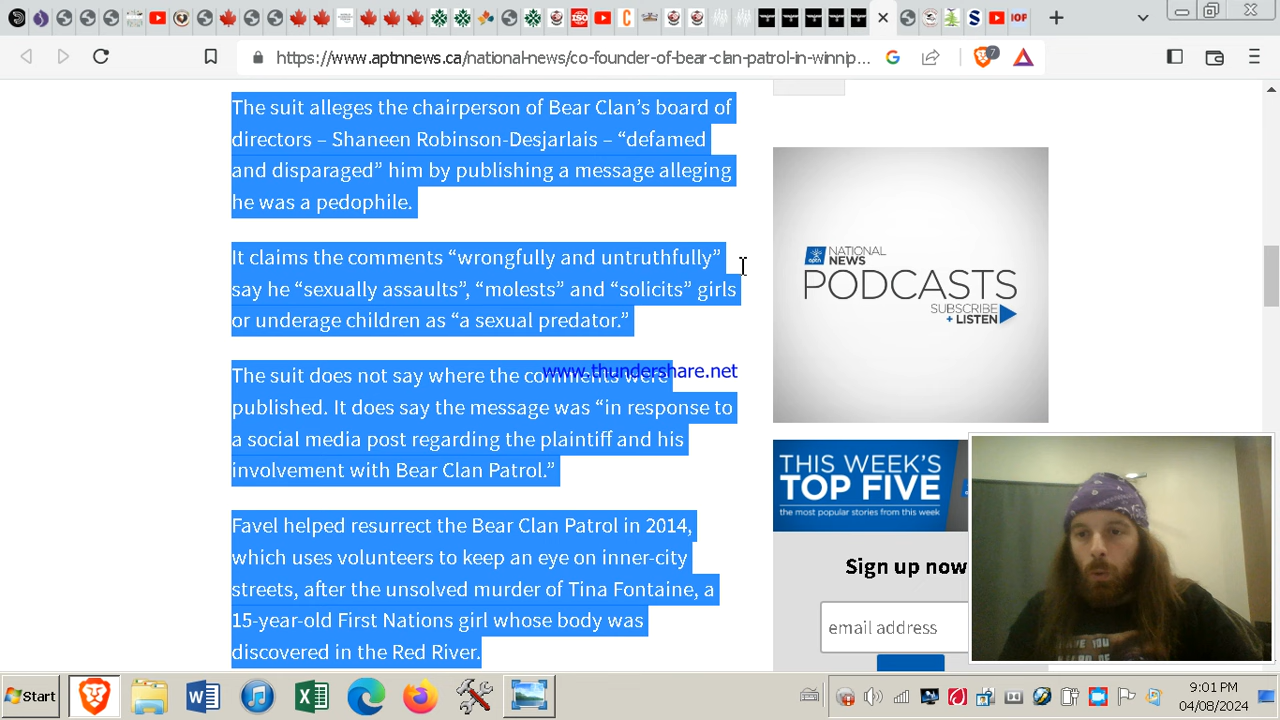 https://www.aptnnews.ca/national-news/co-founder-of-bear-clan-patrol-in-winnip...
7
The suit alleges the chairperson of Bear Clan’s board of
directors – Shaneen Robinson-Desjarlais – “defamed
and disparaged” him by publishing a message alleging
he was a pedophile.
It claims the comments “wrongfully and untruthfully”
say he “sexually assaults”, “molests” and “solicits” girls
or underage children as “a sexual predator.”
The suit does not say where the comments were
www.thundershare.net
published. It does say the message was “in response to
a social media post regarding the plaintiff and his
involvement with Bear Clan Patrol.”
Favel helped resurrect the Bear Clan Patrol in 2014,
which uses volunteers to keep an eye on inner-city
streets, after the unsolved murder of Tina Fontaine, a
15-year-old First Nations girl whose body was
discovered in the Red River.
aptn NATIONAL
NEWS
PODCASTS
SUBSCRIBE
+ LISTEN
THIS WEEK’S
TOP FIVE
the most popular stories from this week
Sign up now
email address
Start
9:01 PM
04/08/2024